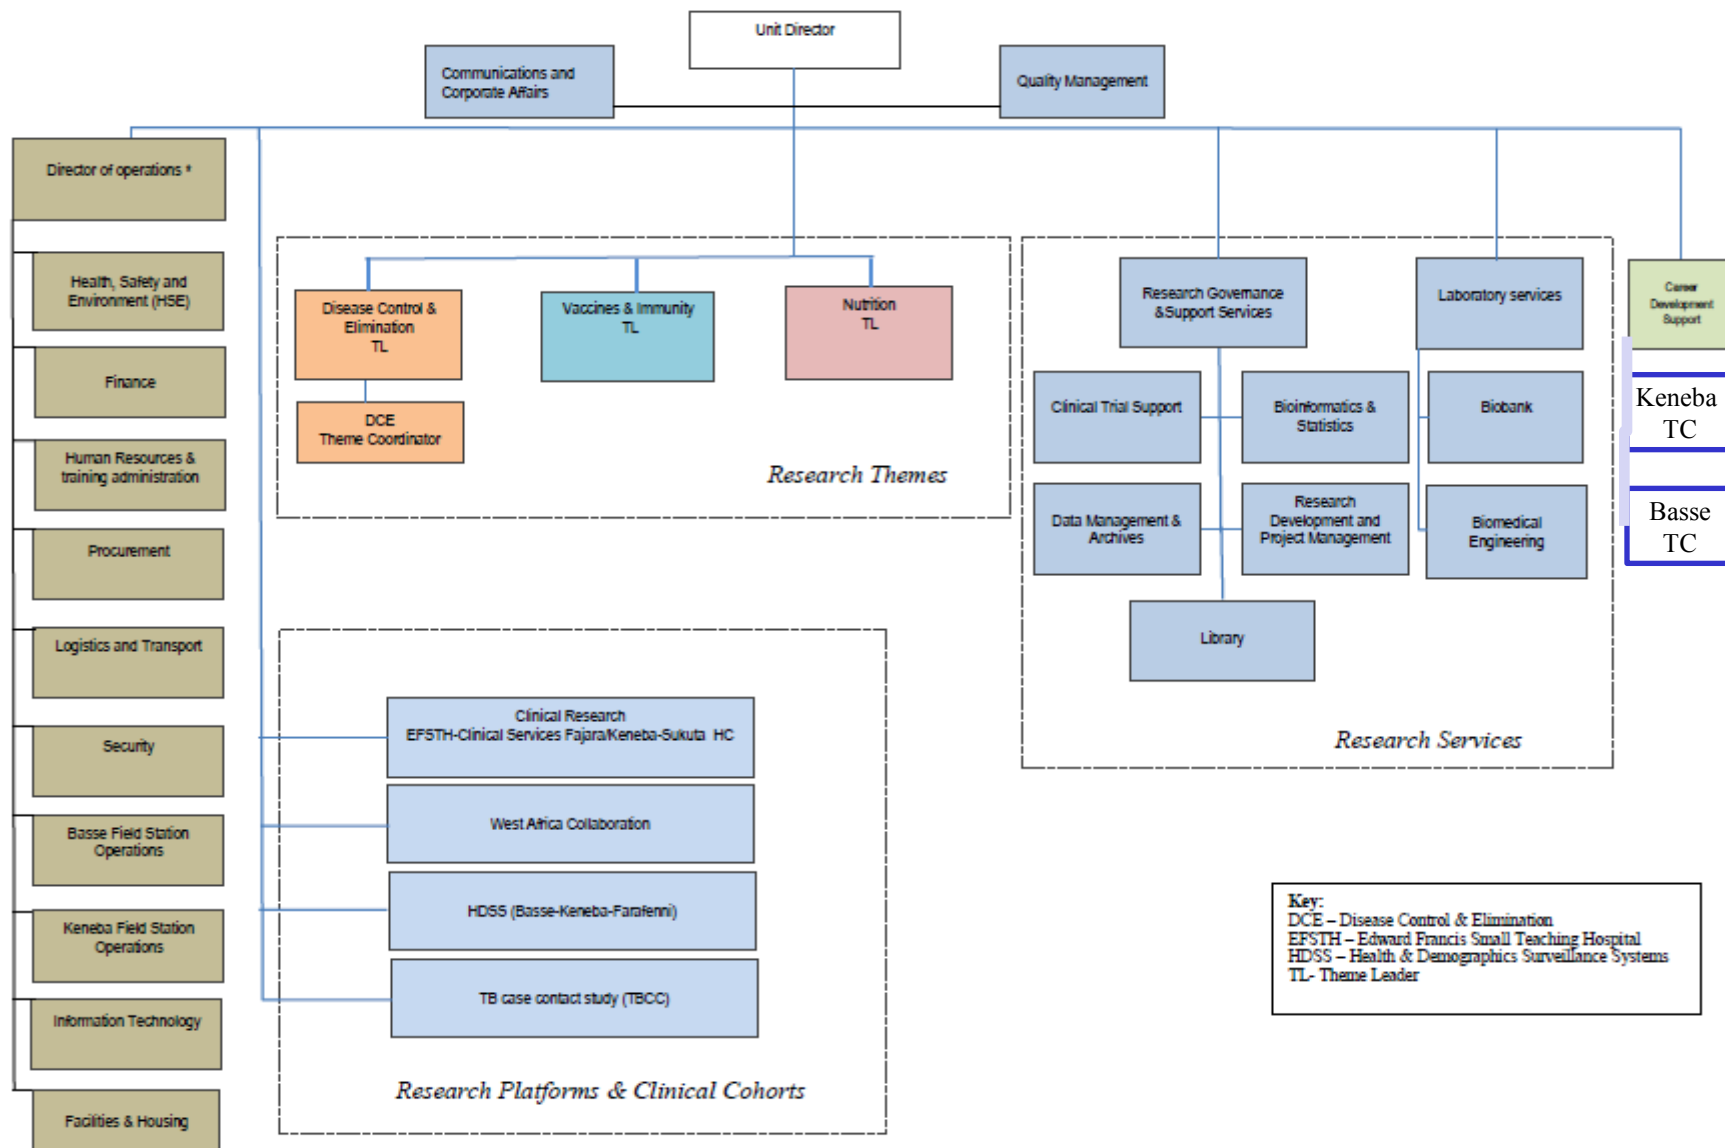 Unit Director
Communications and
Corporate Affairs
Quality Management
Director of operations *
Health, Safety and
Environment (HSE)
Finance
Human Resources &
training administration
Procurement
Logistics and Transport
Security
Basse Field Station
Operations
Keneba Field Station
Operations
Information Technology
Facilities & Housing
Disease Control &
Elimination
TL
Vaccines & Immunity
TL
Nutrition
TL
DCE
Theme Coordinator
Research Themes
Clinical Research
EFSTH-Clinical Services Fajara/Keneba-Sukuta HC
West Africa Collaboration
HDSS (Basse-Keneba-Farafenni)
TB case contact study (TBCC)
Research Platforms & Clinical Cohorts
Research Governance
&Support Services
Laboratory services
Clinical Trial Support
Bioinformatics &
Statistics
Biobank
Data Management &
Archives
Research
Development and
Project Management
Biomedical
Engineering
Library
Research Services
Career
Development
Support
Keneba
TC
Basse
TC
Key:
DCE – Disease Control & Elimination
EFSTH – Edward Francis Small Teaching Hospital
HDSS – Health & Demographics Surveillance Systems
TL- Theme Leader